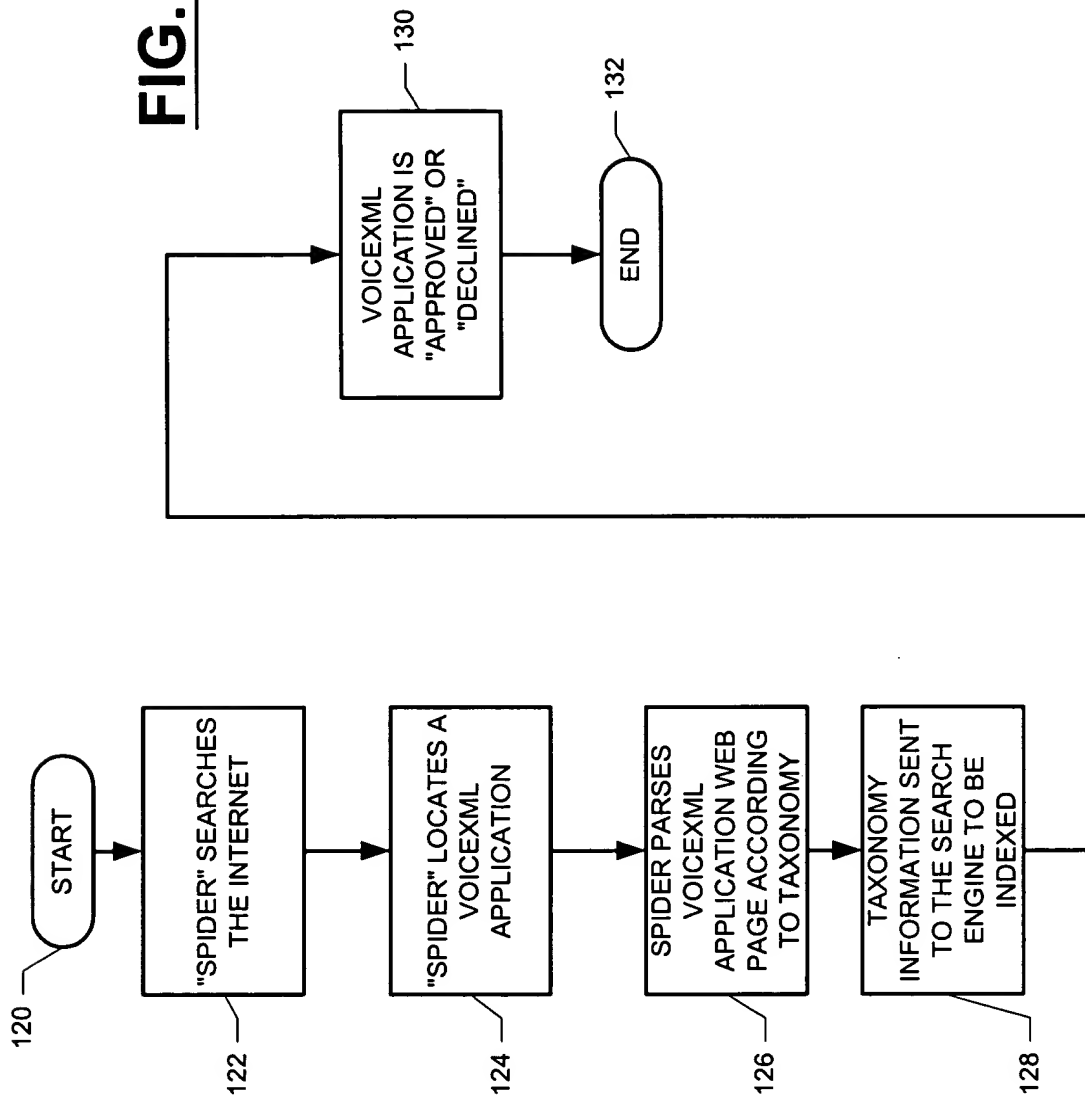 FIG.
120
START
122
"SPIDER" SEARCHES
THE INTERNET
124
"SPIDER" LOCATES A
VOICEXML
APPLICATION
126
SPIDER PARSES
VOICEXML
APPLICATION WEB
PAGE ACCORDING
TO TAXONOMY
128
TAXONOMY
INFORMATION SENT
TO THE SEARCH
ENGINE TO BE
INDEXED
130
VOICEXML
APPLICATION IS
"APPROVED" OR
"DECLINED"
132
END